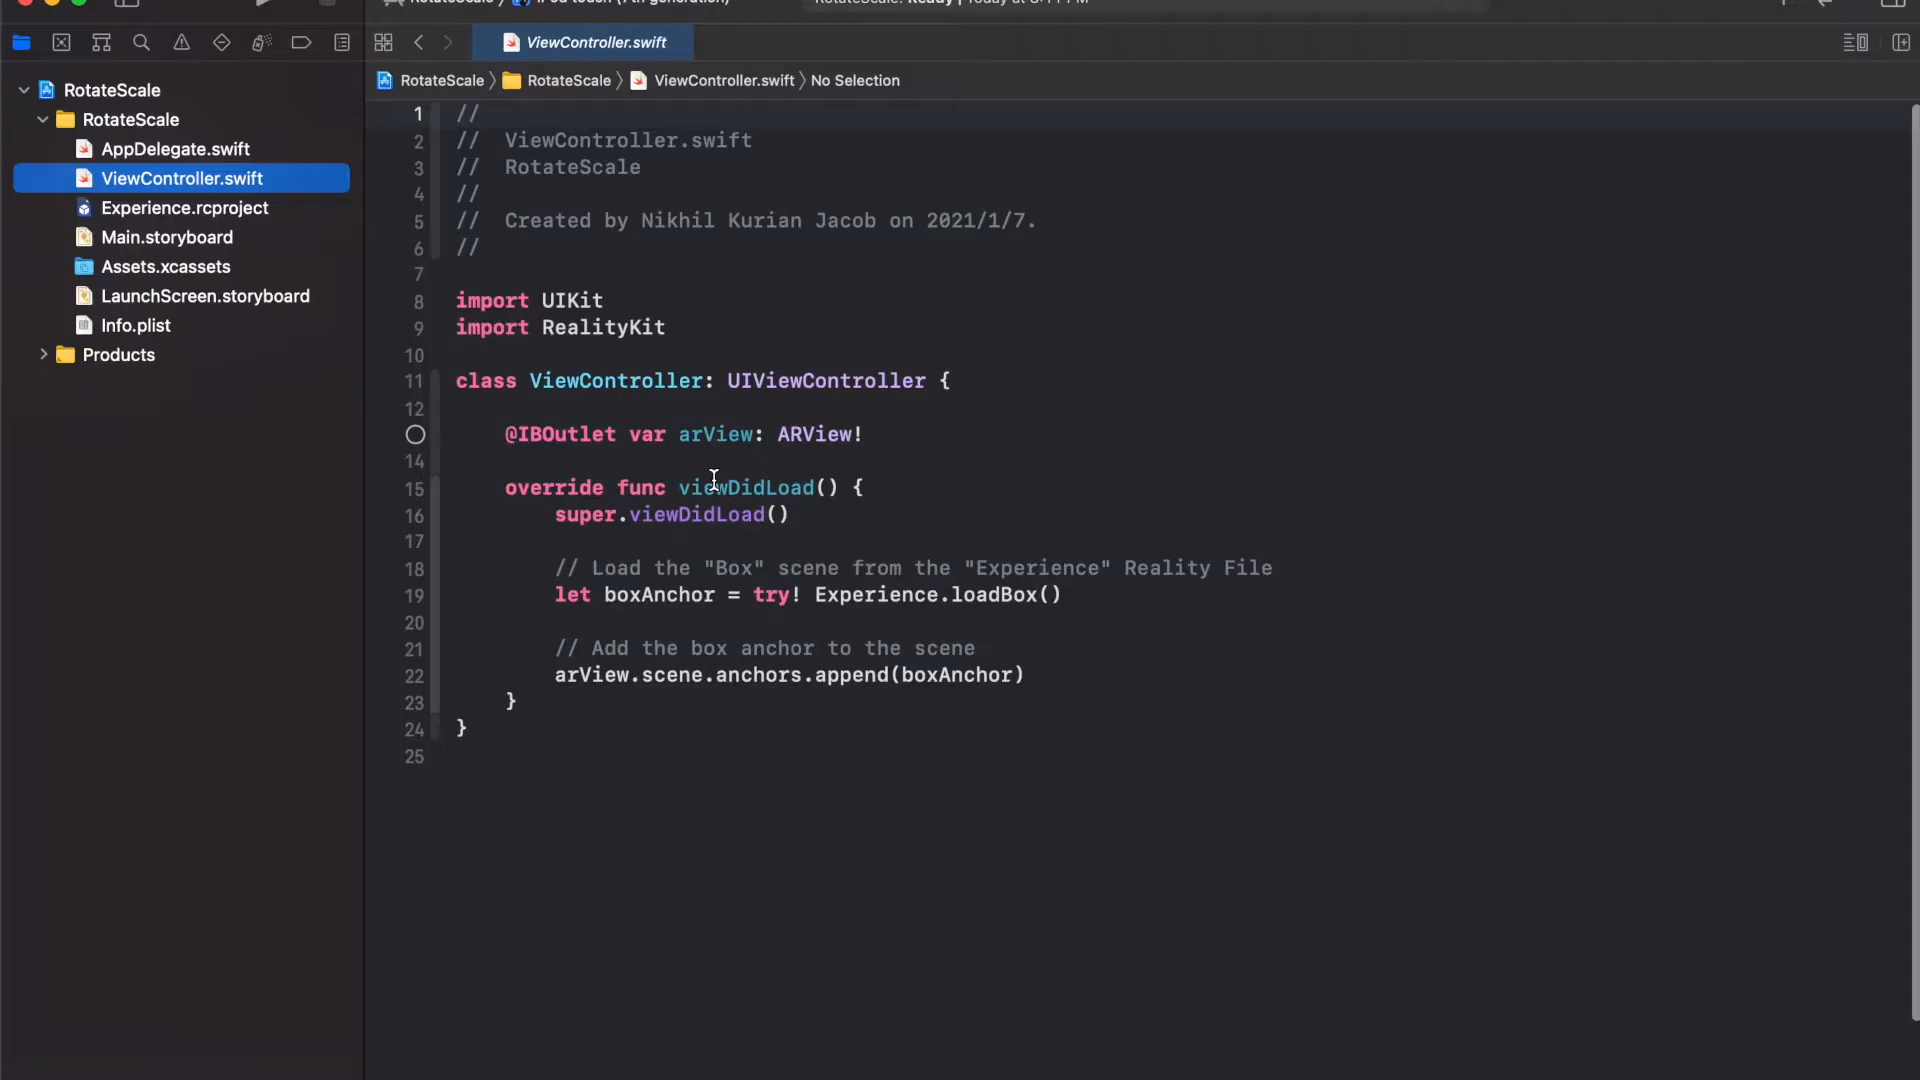 ViewController.swift
RotateScale 〉 RotateScale 〉 ViewController.swift 〉 No Selection
RotateScale
RotateScale
AppDelegate.swift
ViewController.swift
Experience.rcproject
Main.storyboard
Assets.xcassets
LaunchScreen.storyboard
Info.plist
Products
1 //
2 //  ViewController.swift
3 //  RotateScale
4 //
5 //  Created by Nikhil Kurian Jacob on 2021/1/7.
6 //
7
8 import UIKit
9 import RealityKit
10
11 class ViewController: UIViewController {
12
@IBOutlet var arView: ARView!
14
15     override func viewDidLoad() {
16         super.viewDidLoad()
17
18         // Load the "Box" scene from the "Experience" Reality File
19         let boxAnchor = try! Experience.loadBox()
20
21         // Add the box anchor to the scene
22         arView.scene.anchors.append(boxAnchor)
23     }
24 }
25